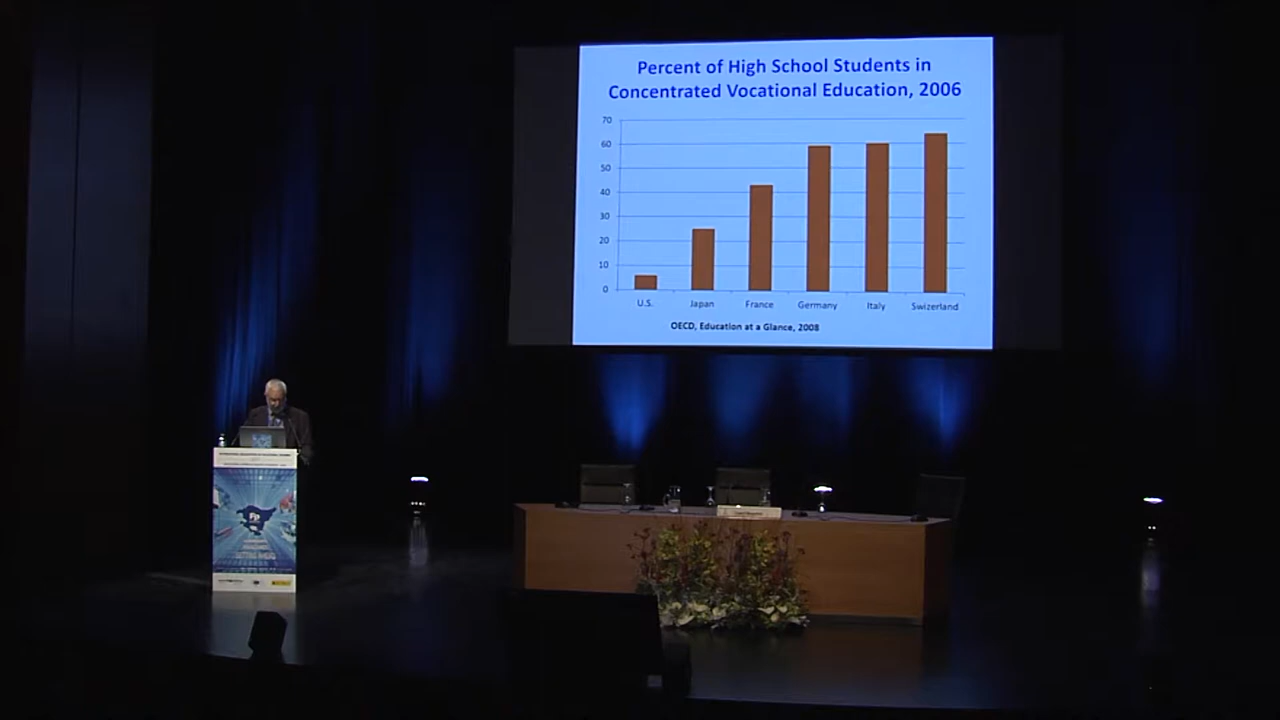 Percent of High School Students in
Concentrated Vocational Education, 2006
70
60
50
40
30
20
10
0
U.S.
Japan
France
Germany
Italy
Swizerland
OECD, Education at a Glance, 2008